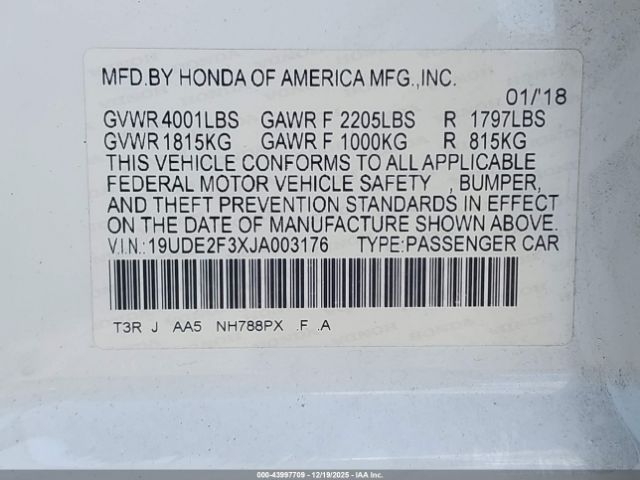 MFD.BY HONDA OF AMERICA MFG.,INC.
01/'18
GVWR 4001LBS GAWR F 2205LBS R 1797LBS
GVWR 1815KG GAWR F 1000KG R 815KG
THIS VEHICLE CONFORMS TO ALL APPLICABLE
FEDERAL MOTOR VEHICLE SAFETY , BUMPER,
AND THEFT PREVENTION STANDARDS IN EFFECT
ON THE DATE OF MANUFACTURE SHOWN ABOVE.
V.I.N.: 19UDE2F3XJA003176 TYPE: PASSENGER CAR
T3R J AA5 NH788PX .F .A
000-43997709 - 12/19/2025 - IAA Inc.